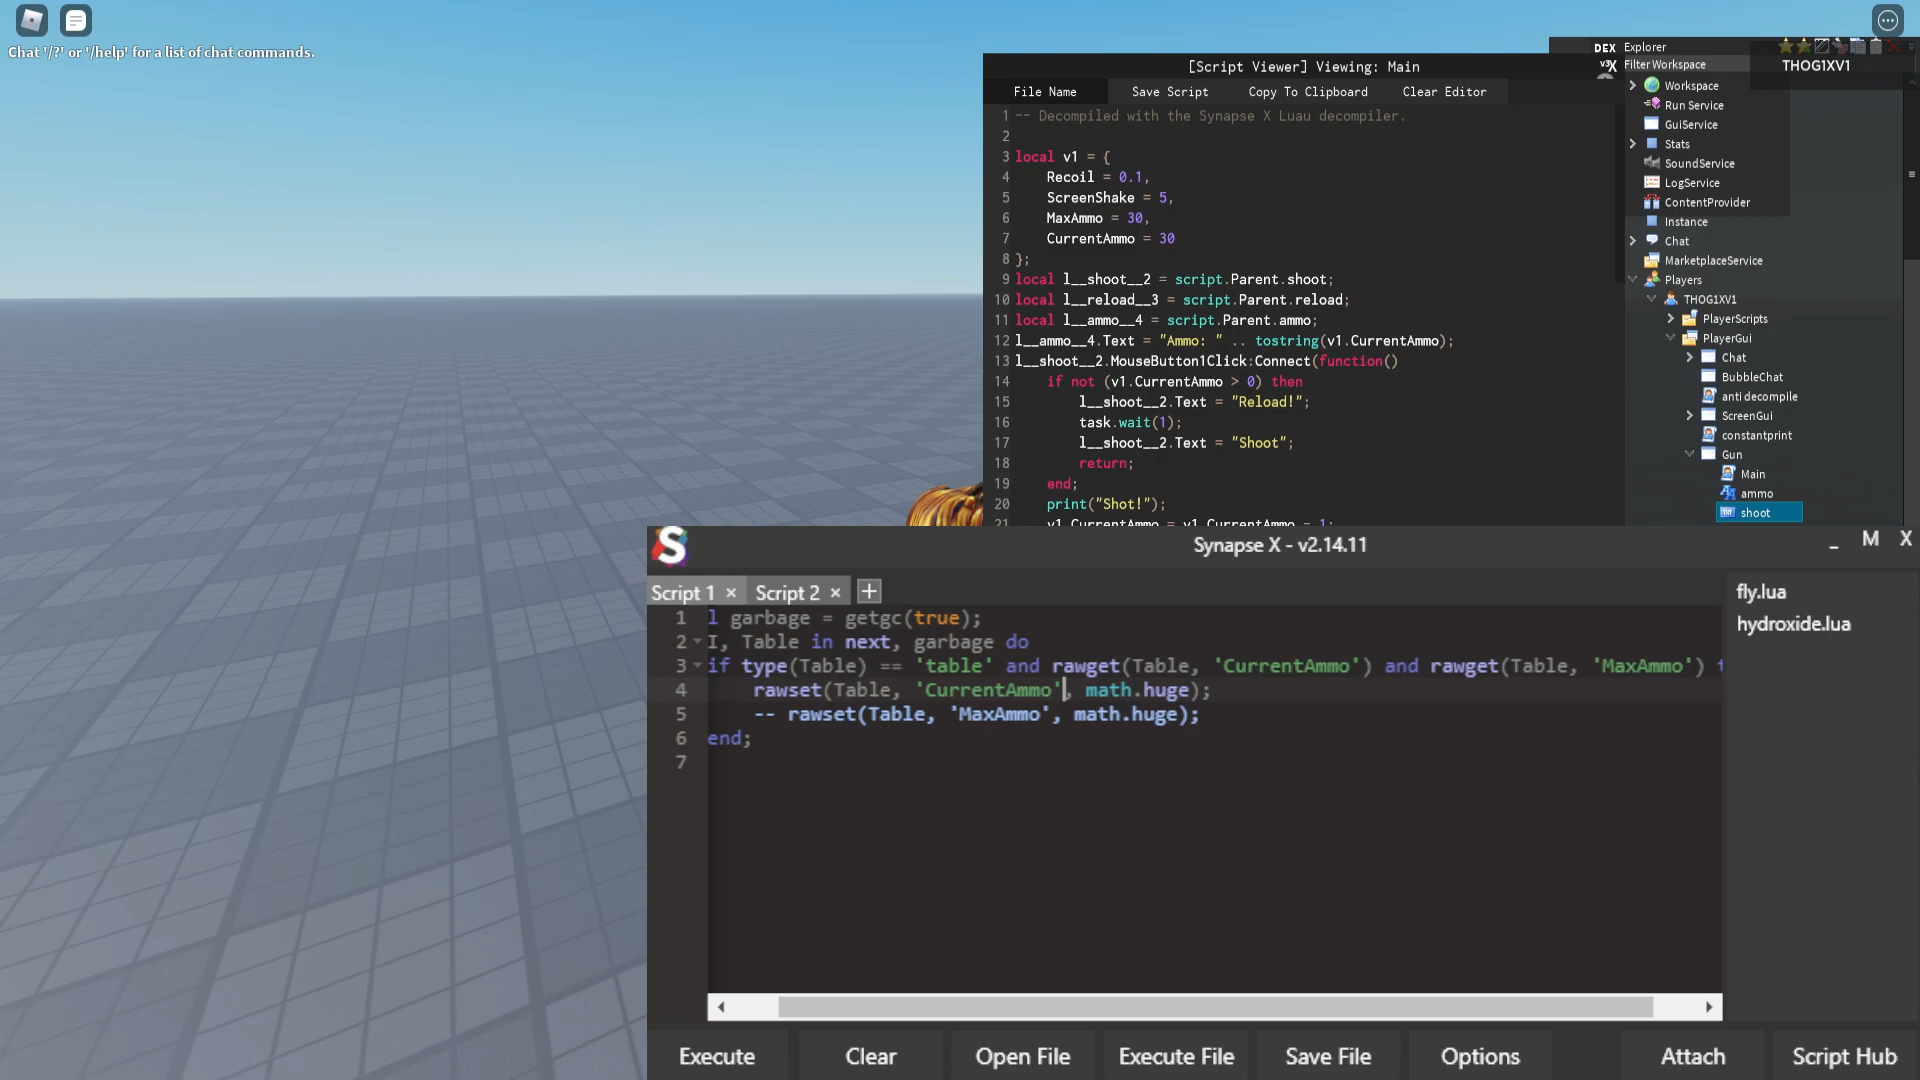 Chat '/?' or '/help' for a list of chat commands.
DEX
v3
Explorer
Filter Workspace
THOG1XV1
Workspace
Run Service
GuiService
Stats
SoundService
LogService
ContentProvider
Instance
Chat
MarketplaceService
Players
THOG1XV1
PlayerScripts
PlayerGui
Chat
BubbleChat
anti decompile
ScreenGui
constantprint
Gun
Main
ammo
shoot
[Script Viewer] Viewing: Main
File Name Save Script Copy To Clipboard Clear Editor
1 -- Decompiled with the Synapse X Luau decompiler.
2
3 local v1 = {
4 Recoil = 0.1,
5 ScreenShake = 5,
6 MaxAmmo = 30,
7 CurrentAmmo = 30
8 };
9 local l__shoot__2 = script.Parent.shoot;
10 local l__reload__3 = script.Parent.reload;
11 local l__ammo__4 = script.Parent.ammo;
12 l__ammo__4.Text = "Ammo: " .. tostring(v1.CurrentAmmo);
13 l__shoot__2.MouseButton1Click:Connect(function()
14 if not (v1.CurrentAmmo > 0) then
15 l__shoot__2.Text = "Reload!";
16 task.wait(1);
17 l__shoot__2.Text = "Shoot";
18 return;
19 end;
20 print("Shot!");
21 v1.CurrentAmmo = v1.CurrentAmmo - 1;
S
Synapse X - v2.14.11
_ M X
Script 1 × Script 2 × +
1 l garbage = getgc(true);
2 I, Table in next, garbage do
3 if type(Table) == 'table' and rawget(Table, 'CurrentAmmo') and rawget(Table, 'MaxAmmo') t
4 rawset(Table, 'CurrentAmmo', math.huge);
5 -- rawset(Table, 'MaxAmmo', math.huge);
6 end;
7
fly.lua
hydroxide.lua
Execute Clear Open File Execute File Save File Options Attach Script Hub